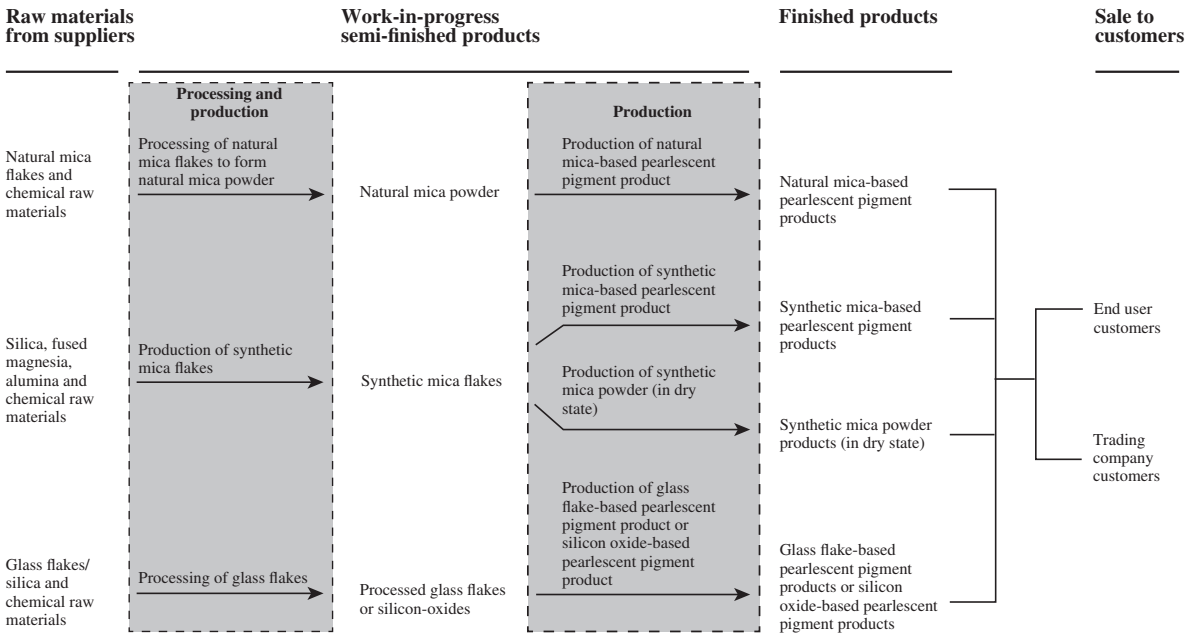 Raw materials
from suppliers
Work-in-progress
semi-finished products
Finished products
Sale to
customers
Processing and
production
Production
Natural mica
flakes and
chemical raw
materials
Processing of natural
mica flakes to form
natural mica powder
Natural mica powder
Production of natural
mica-based pearlescent
pigment product
Natural mica-based
pearlescent pigment
products
Silica, fused
magnesia,
alumina and
chemical raw
materials
Production of synthetic
mica flakes
Synthetic mica flakes
Production of synthetic
mica-based pearlescent
pigment product
Synthetic mica-based
pearlescent pigment
products
Production of synthetic
mica powder (in dry
state)
Synthetic mica powder
products (in dry state)
Glass flakes/
silica and
chemical raw
materials
Processing of glass flakes
Processed glass flakes
or silicon-oxides
Production of glass
flake-based pearlescent
pigment product or
silicon oxide-based
pearlescent pigment
product
Glass flake-based
pearlescent pigment
products or silicon
oxide-based pearlescent
pigment products
End user
customers
Trading
company
customers